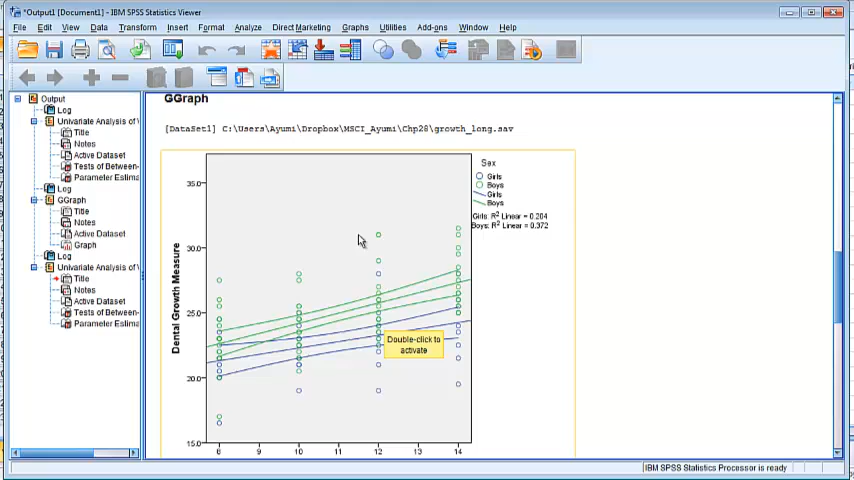 *Output1 [Document1] - IBM SPSS Statistics Viewer
File Edit View Data Transform Insert Format Analyze Direct Marketing Graphs Utilities Add-ons Window Help
Output
Log
Univariate Analysis of V
Title
Notes
Active Dataset
Tests of Between-
Parameter Estima
Log
GGraph
Title
Notes
Active Dataset
Graph
Log
Univariate Analysis of V
Title
Notes
Active Dataset
Tests of Between-
Parameter Estima
GGraph
[DataSet1] C:\Users\Ayumi\Dropbox\MSCI_Ayumi\Chp28\growth_long.sav
Sex
Girls
Boys
Girls
Boys
Girls: R2 Linear = 0.204
Boys: R2 Linear = 0.372
Dental Growth Measure
35.0
30.0
25.0
20.0
15.0
8 9 10 11 12 13 14
Double-click to
activate
IBM SPSS Statistics Processor is ready